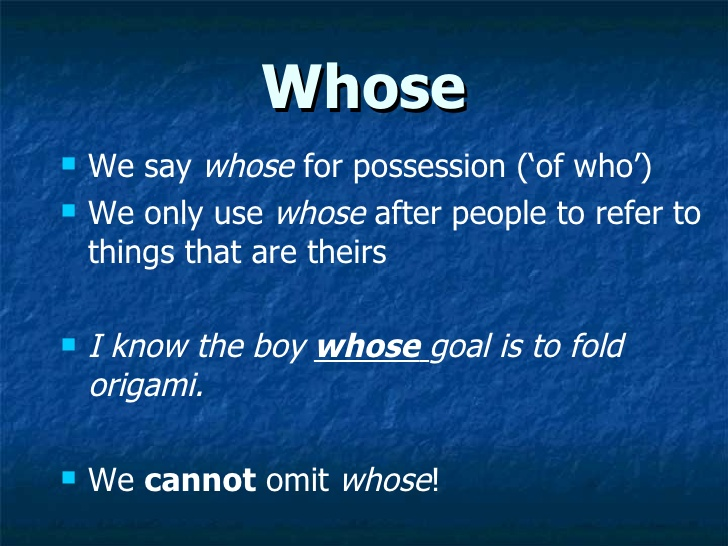 Whose
We say whose for possession (‘of who’)
We only use whose after people to refer to
things that are theirs
I know the boy whose goal is to fold
origami.
We cannot omit whose!